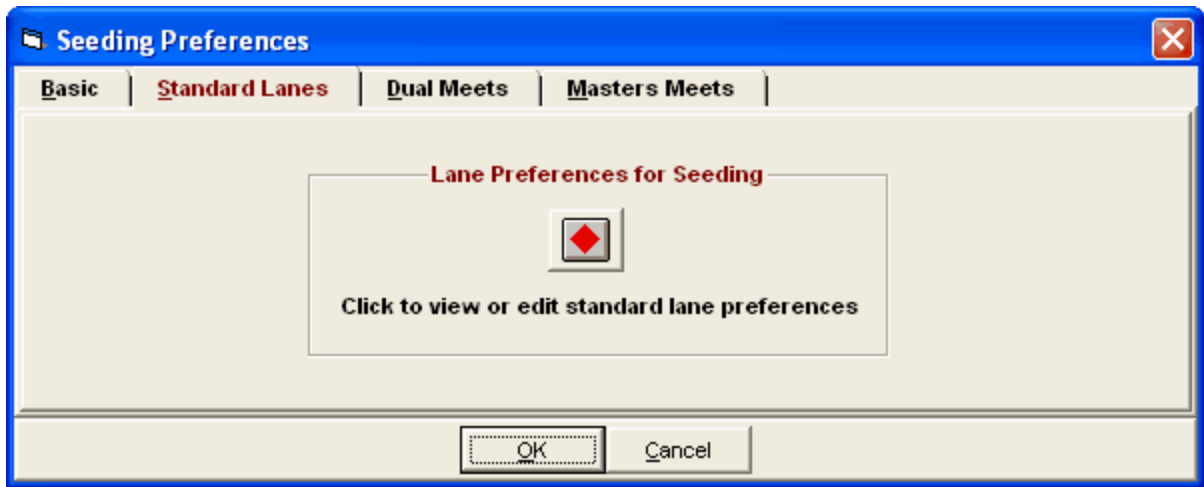 Seeding Preferences
Basic Standard Lanes Dual Meets Masters Meets
Lane Preferences for Seeding
Click to view or edit standard lane preferences
OK Cancel